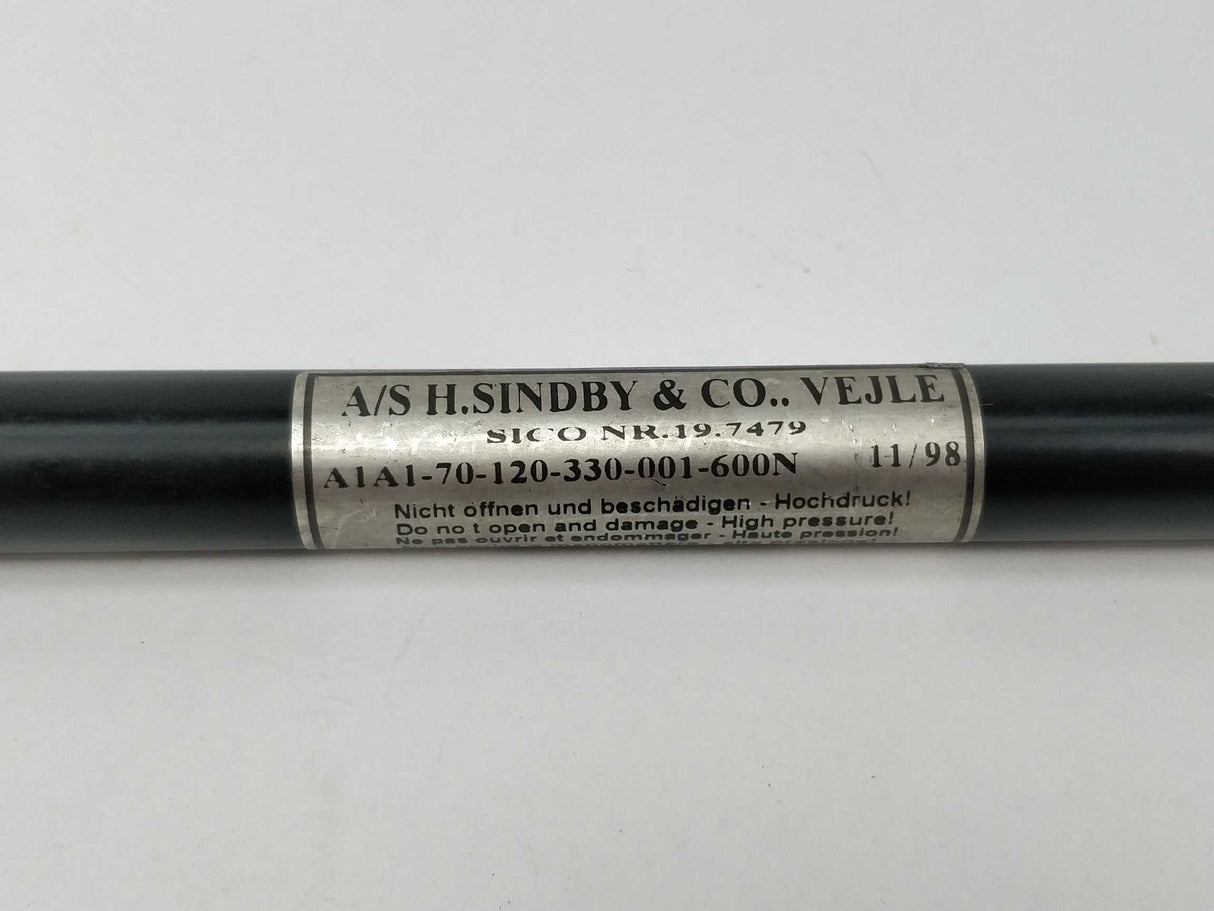 A/S H.SINDBY & CO.. VEJLE
SICO NR.19.7479
A1A1-70-120-330-001-600N 11/98
Nicht öffnen und beschädigen - Hochdruck!
Do no t open and damage - High pressure!
Ne pas ouvrir et endommager - Haute pression!